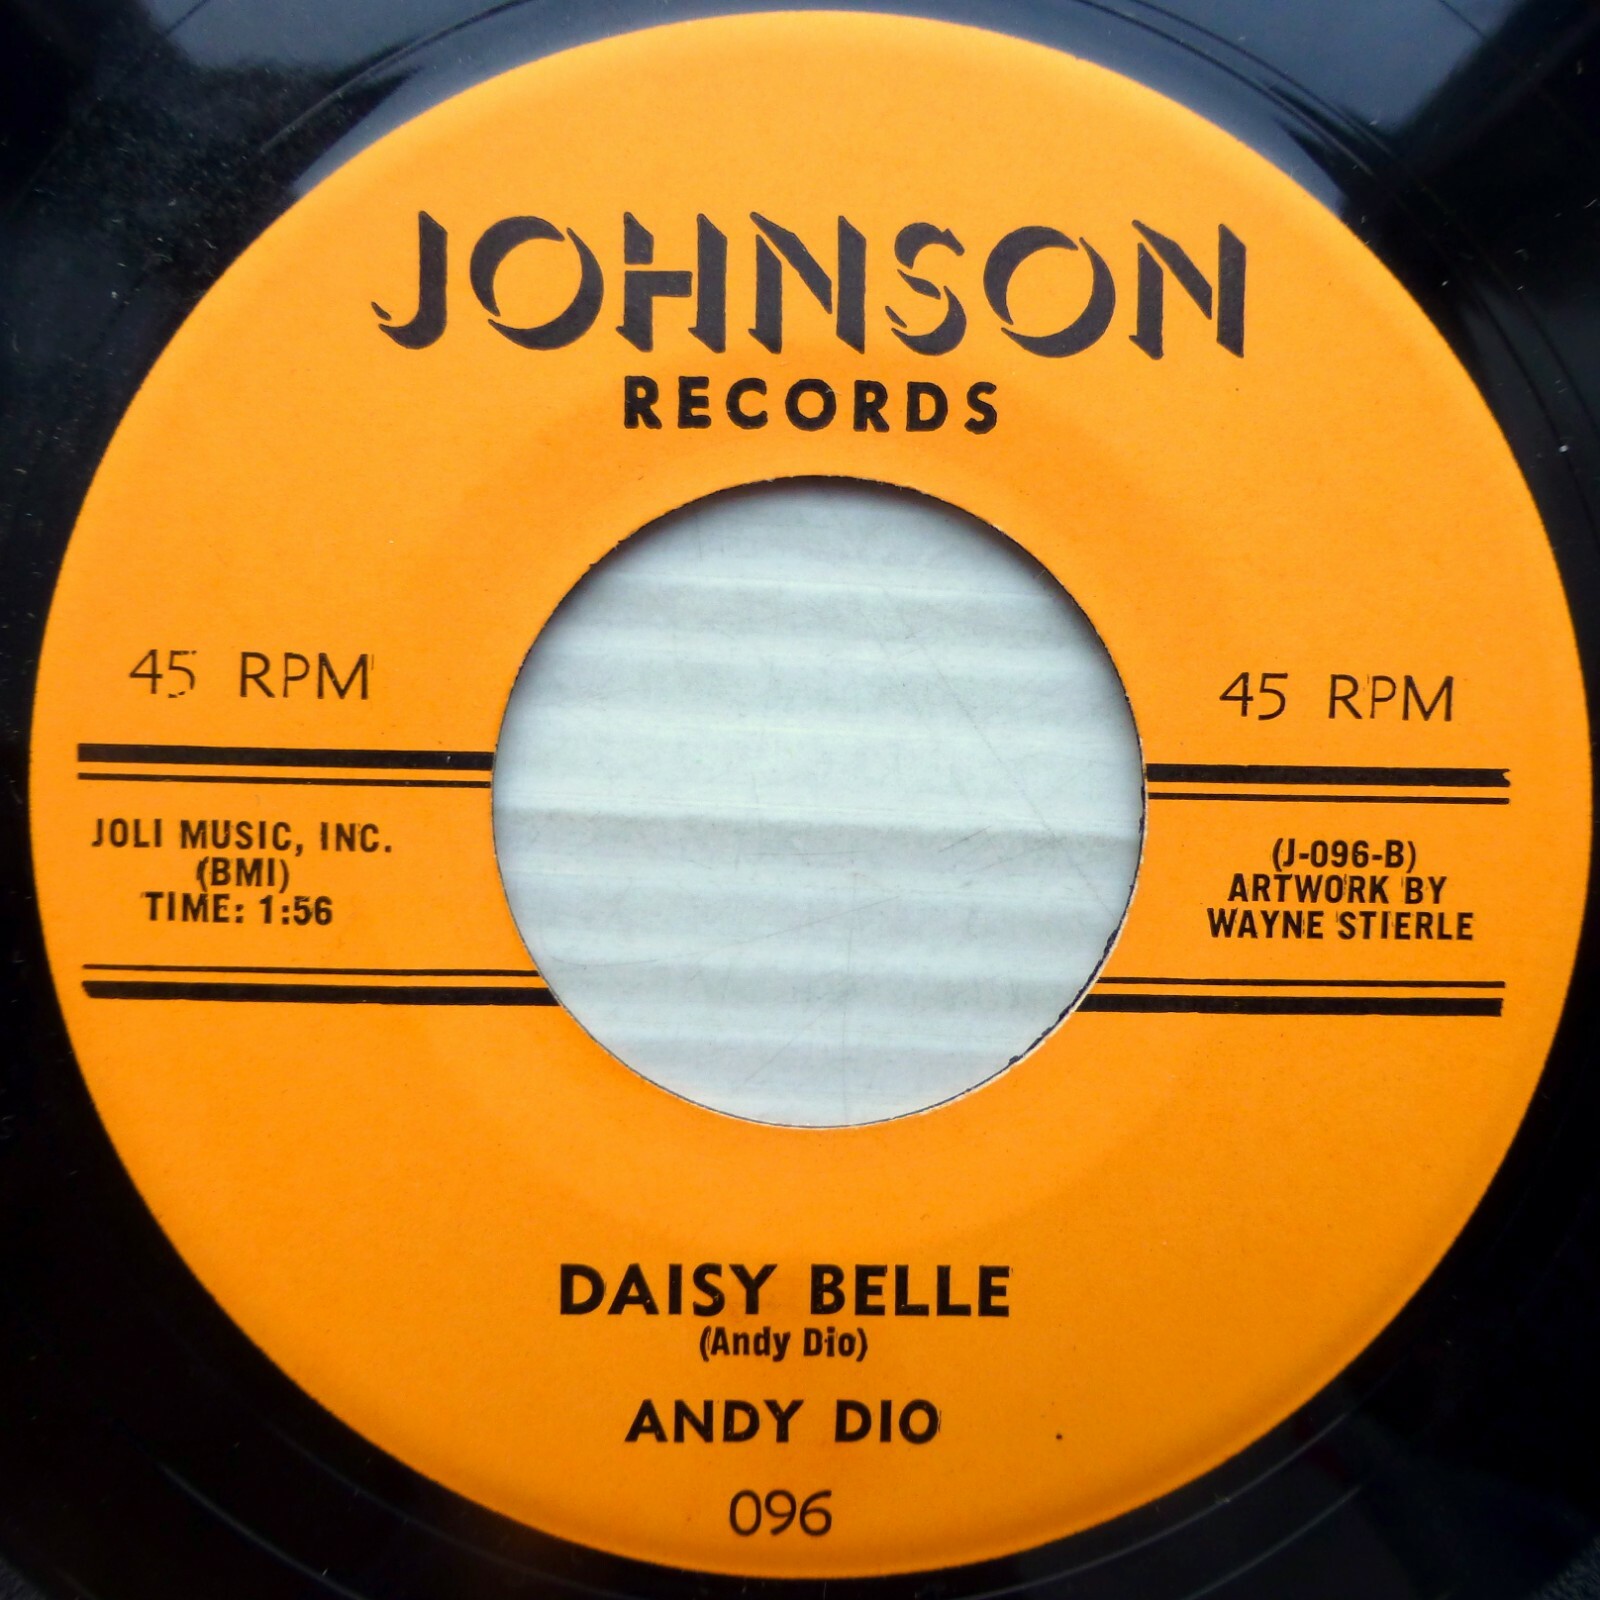 JOHNSON
RECORDS
45 RPM
45 RPM
JOLI MUSIC, INC.
(BMI)
TIME: 1:56
(J-096-B)
ARTWORK BY
WAYNE STIERLE
DAISY BELLE
(Andy Dio)
ANDY DIO
096